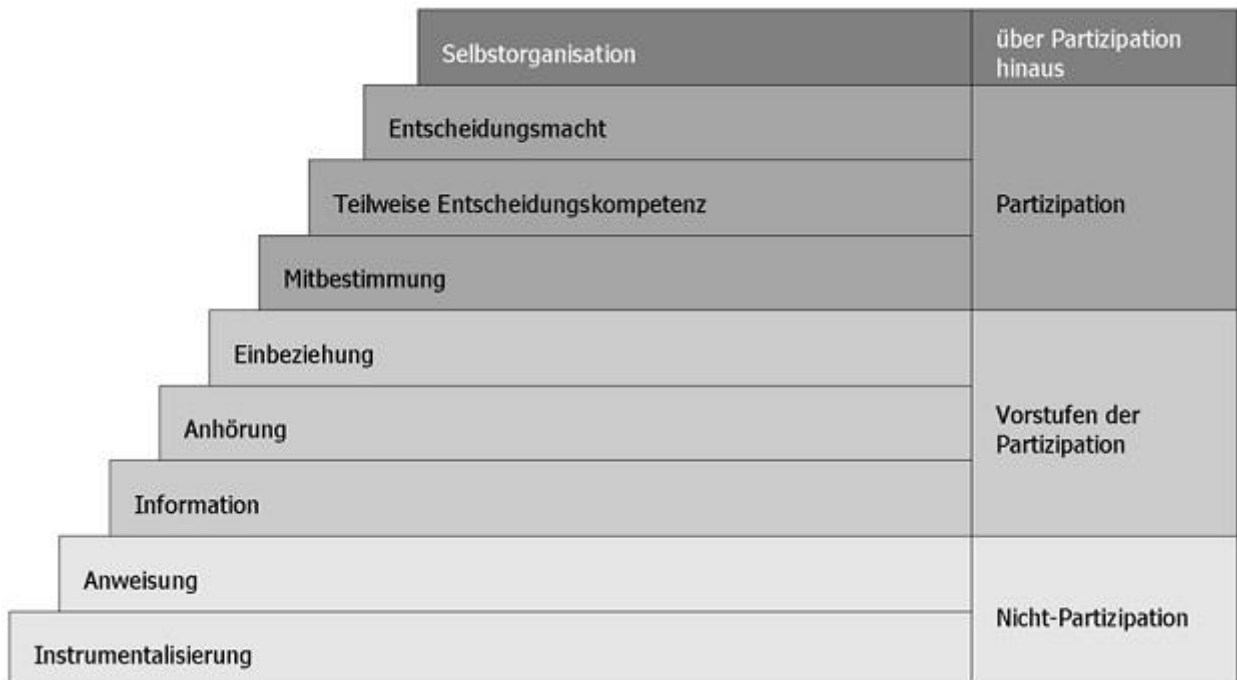 Selbstorganisation
über Partizipation
hinaus
Entscheidungsmacht
Teilweise Entscheidungskompetenz
Partizipation
Mitbestimmung
Einbeziehung
Anhörung
Vorstufen der
Partizipation
Information
Anweisung
Nicht-Partizipation
Instrumentalisierung